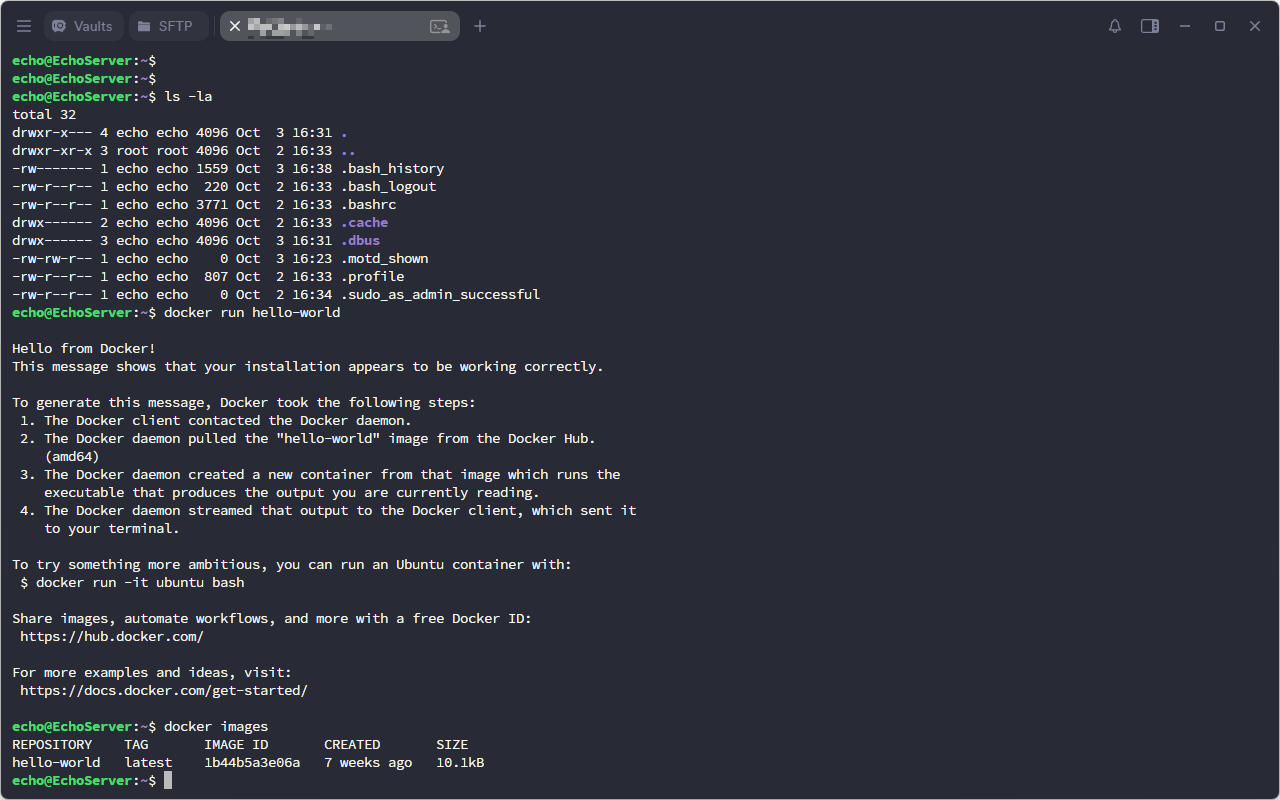 Vaults SFTP
echo@EchoServer:~$
echo@EchoServer:~$
echo@EchoServer:~$ ls -la
total 32
drwxr-x--- 4 echo echo 4096 Oct  3 16:31 .
drwxr-xr-x 3 root root 4096 Oct  2 16:33 ..
-rw------- 1 echo echo 1559 Oct  3 16:38 .bash_history
-rw-r--r-- 1 echo echo  220 Oct  2 16:33 .bash_logout
-rw-r--r-- 1 echo echo 3771 Oct  2 16:33 .bashrc
drwx------ 2 echo echo 4096 Oct  2 16:33 .cache
drwx------ 3 echo echo 4096 Oct  3 16:31 .dbus
-rw-rw-r-- 1 echo echo    0 Oct  3 16:23 .motd_shown
-rw-r--r-- 1 echo echo  807 Oct  2 16:33 .profile
-rw-r--r-- 1 echo echo    0 Oct  2 16:34 .sudo_as_admin_successful
echo@EchoServer:~$ docker run hello-world
Hello from Docker!
This message shows that your installation appears to be working correctly.
To generate this message, Docker took the following steps:
 1. The Docker client contacted the Docker daemon.
 2. The Docker daemon pulled the "hello-world" image from the Docker Hub.
    (amd64)
 3. The Docker daemon created a new container from that image which runs the
    executable that produces the output you are currently reading.
 4. The Docker daemon streamed that output to the Docker client, which sent it
    to your terminal.
To try something more ambitious, you can run an Ubuntu container with:
 $ docker run -it ubuntu bash
Share images, automate workflows, and more with a free Docker ID:
 https://hub.docker.com/
For more examples and ideas, visit:
 https://docs.docker.com/get-started/
echo@EchoServer:~$ docker images
REPOSITORY    TAG       IMAGE ID       CREATED       SIZE
hello-world   latest    1b44b5a3e06a   7 weeks ago   10.1kB
echo@EchoServer:~$